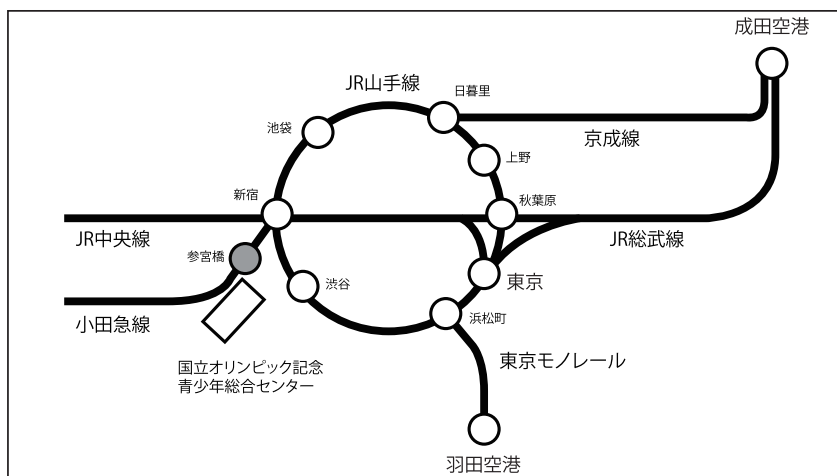 成田空港
JR山手線
日暮里
池袋
京成線
上野
新宿
秋葉原
JR中央線
JR総武線
参宮橋
渋谷
東京
小田急線
浜松町
国立オリンピック記念
青少年総合センター
東京モノレール
羽田空港